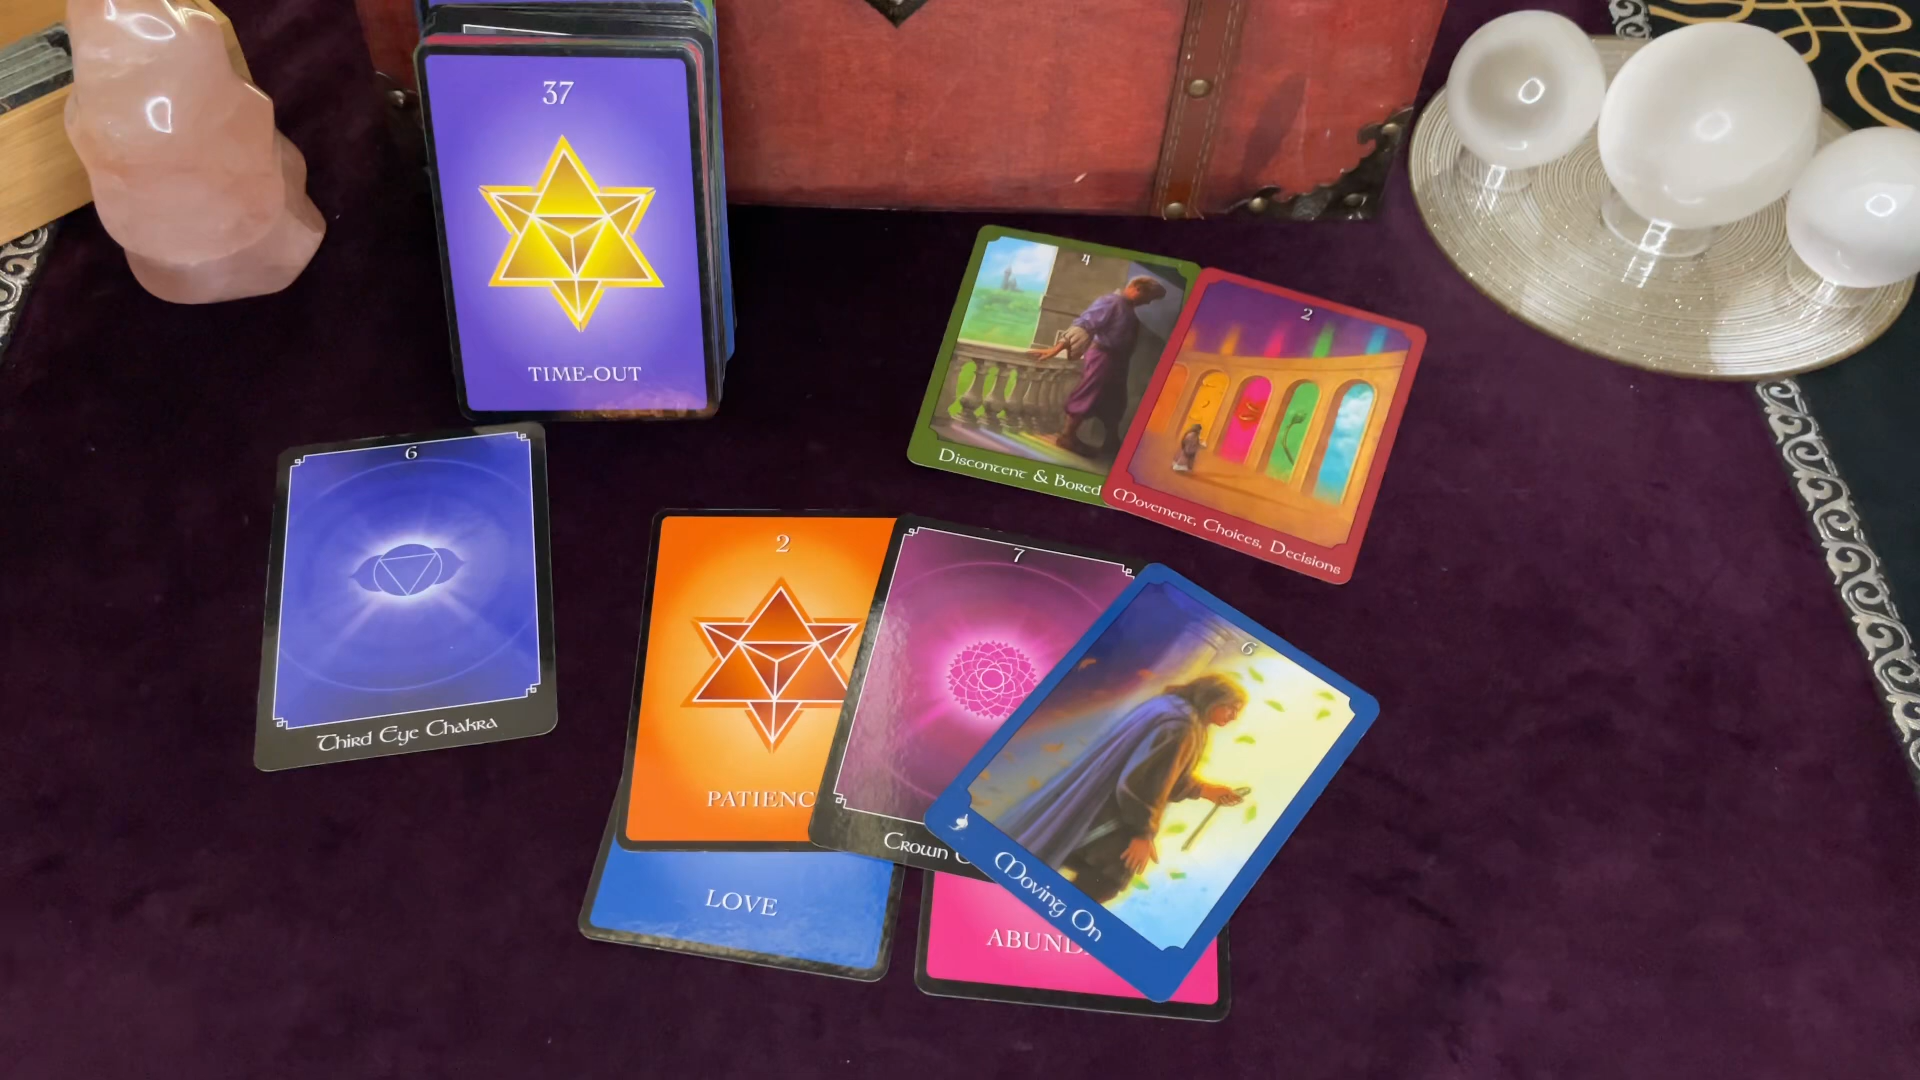 37
TIME-OUT
4
Discontent & Bored
2
Movement, Choices, Decisions
6
Third Eye Chakra
2
PATIENC
7
Crown C
6
Moving On
LOVE
ABUND